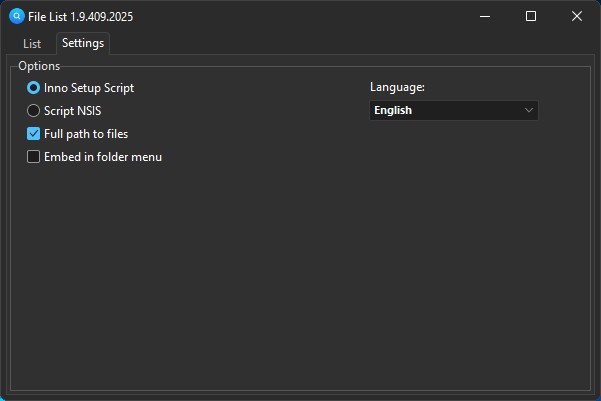 File List 1.9.409.2025
List
Settings
Options
Inno Setup Script
Language:
Script NSIS
English
Full path to files
Embed in folder menu